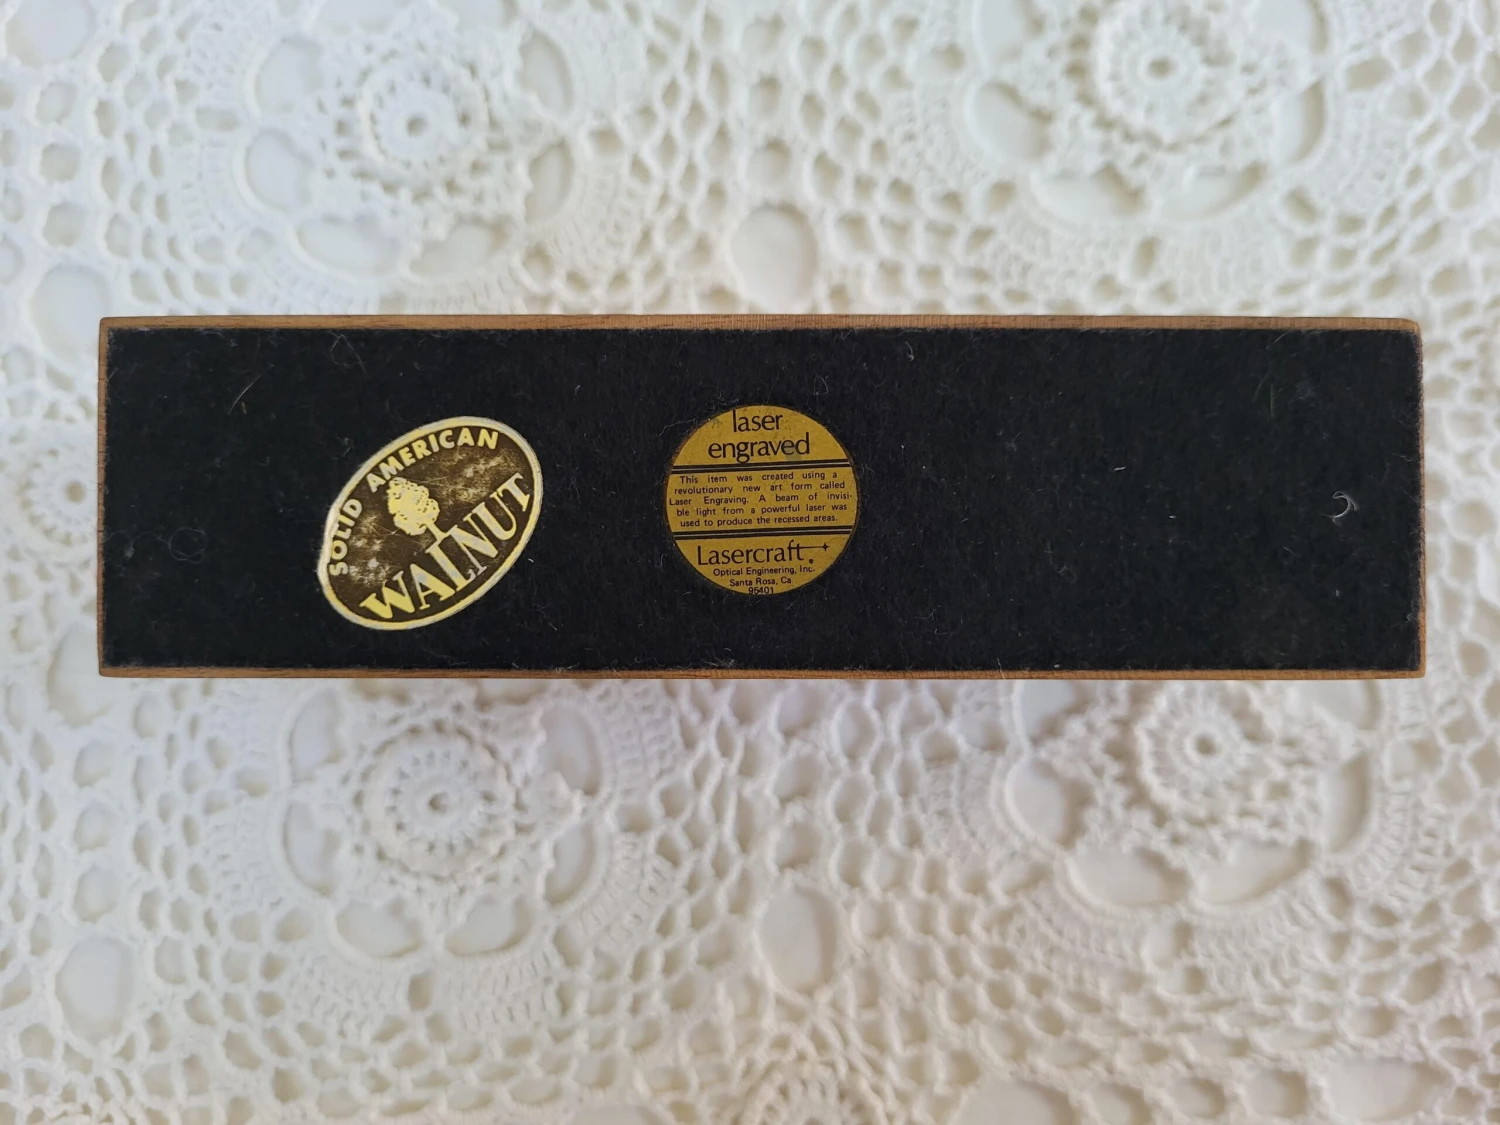 SOLID AMERICAN
WALNUT
laser
engraved
This item was created using a
revolutionary new art form called
Laser Engraving. A beam of invisi-
ble light from a powerful laser was
used to produce the recessed areas.
Lasercraft
Optical Engineering, Inc.
Santa Rosa, Ca
95401